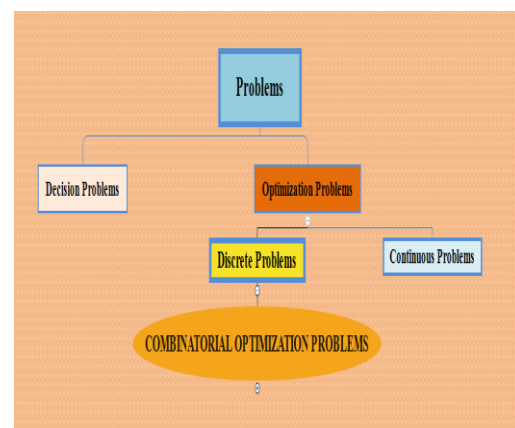 Problems
Decision Problems
Optimization Problems
Discrete Problems
Continuous Problems
COMBINATORIAL OPTIMIZATION PROBLEMS